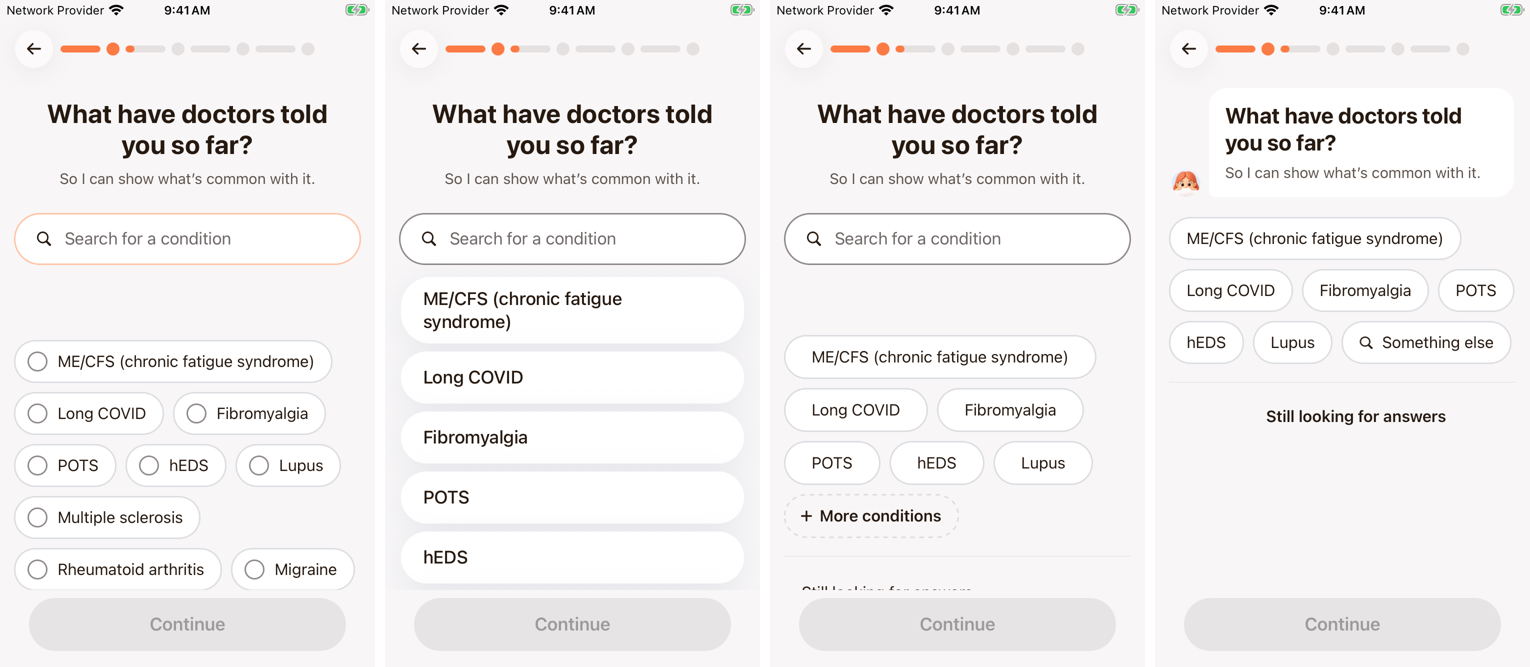 Network Provider 9:41 AM
What have doctors told
you so far?
So I can show what's common with it.
Search for a condition
ME/CFS (chronic fatigue syndrome)
Long COVID Fibromyalgia
POTS hEDS Lupus
Multiple sclerosis
Rheumatoid arthritis Migraine
Continue
Network Provider 9:41 AM
What have doctors told
you so far?
So I can show what's common with it.
Search for a condition
ME/CFS (chronic fatigue
syndrome)
Long COVID
Fibromyalgia
POTS
hEDS
Continue
Network Provider 9:41 AM
What have doctors told
you so far?
So I can show what's common with it.
Search for a condition
ME/CFS (chronic fatigue syndrome)
Long COVID Fibromyalgia
POTS hEDS Lupus
+ More conditions
Still looking for answers
Continue
Network Provider 9:41 AM
What have doctors told
you so far?
So I can show what's common with it.
ME/CFS (chronic fatigue syndrome)
Long COVID Fibromyalgia POTS
hEDS Lupus Something else
Still looking for answers
Continue